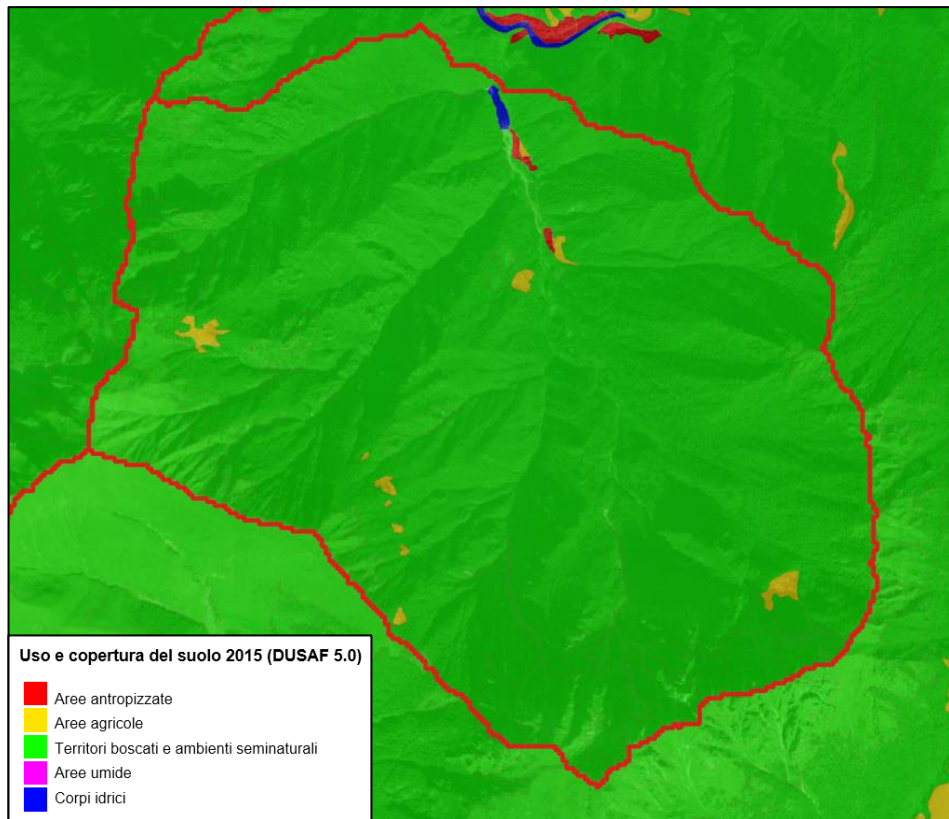 Uso e copertura del suolo 2015 (DUSAF 5.0)
Aree antropizzate
Aree agricole
Territori boscati e ambienti seminaturali
Aree umide
Corpi idrici